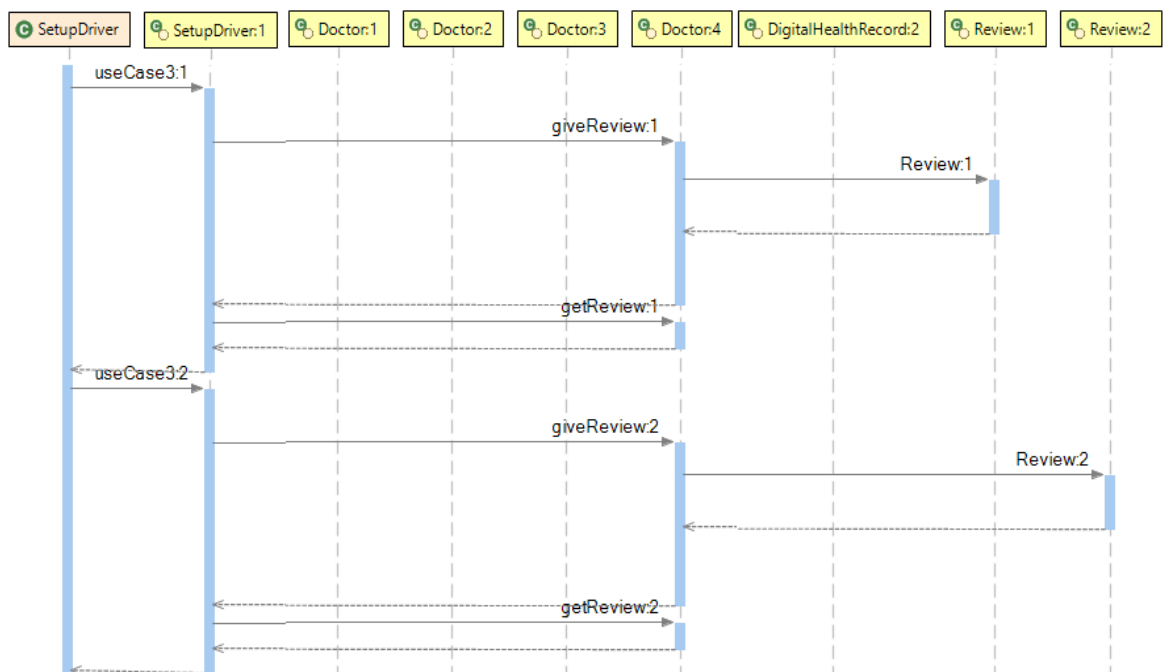 SetupDriver
SetupDriver:1
Doctor:1
Doctor:2
Doctor:3
Doctor:4
DigitalHealthRecord:2
Review:1
Review:2
useCase3:1
giveReview:1
Review:1
getReview:1
useCase3:2
giveReview:2
Review:2
getReview:2